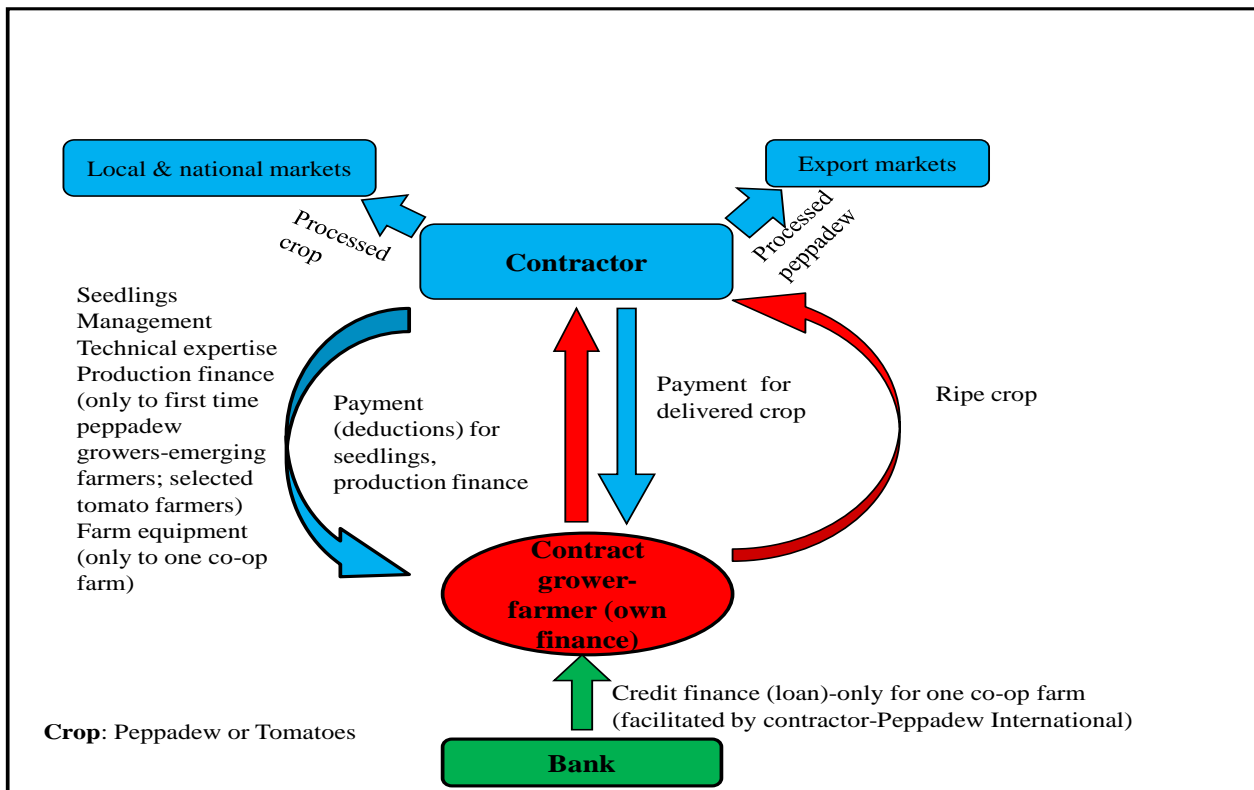 Local & national markets
Export markets
Processed
crop
Processed
peppadew
Contractor
Seedlings
Management
Technical expertise
Production finance
(only to first time
peppadew
growers-emerging
farmers; selected
tomato farmers)
Farm equipment
(only to one co-op
farm)
Payment
(deductions) for
seedlings,
production finance
Payment for
delivered crop
Ripe crop
Contract
grower-
farmer (own
finance)
Credit finance (loan)-only for one co-op farm
(facilitated by contractor-Peppadew International)
Crop: Peppadew or Tomatoes
Bank